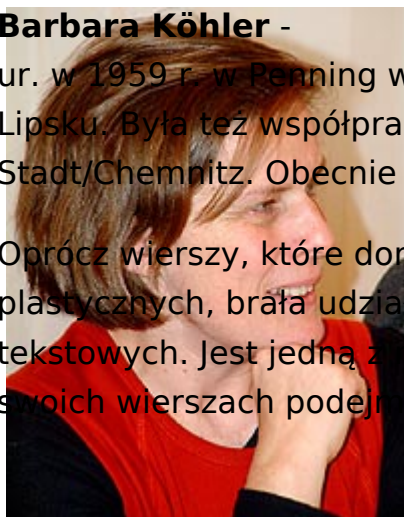 Barbara Köhler -
ur. w 1959 r. w Penning w
Lipsku. Była też współpra
Stadt/Chemnitz. Obecnie
Oprócz wierszy, które dor
plastycznych, brała udzia
tekstowych. Jest jedną z
swoich wierszach podejm